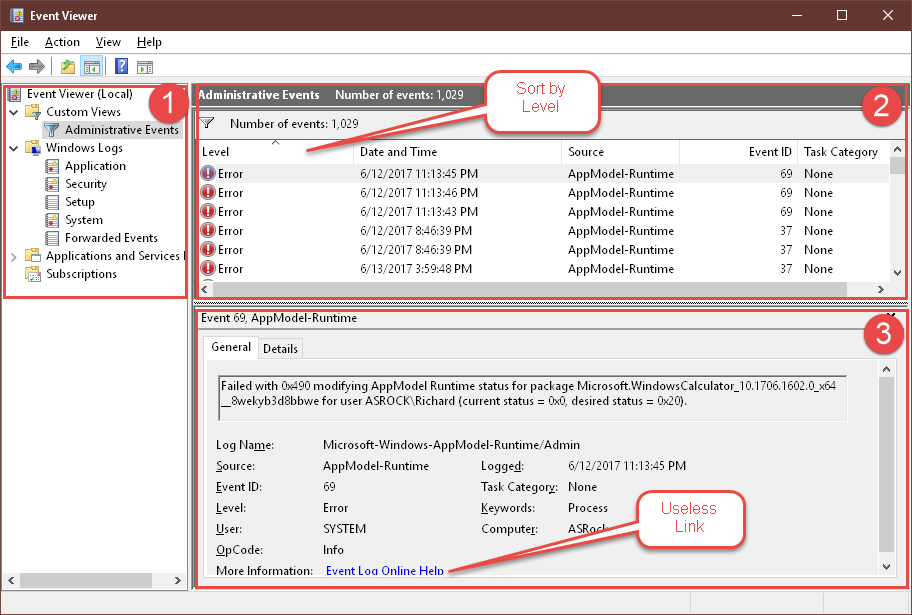 Event Viewer
File Action View Help
Event Viewer (Local)
Custom Views
Administrative Events
Windows Logs
Application
Security
Setup
System
Forwarded Events
Applications and Services
Subscriptions
1
Administrative Events Number of events: 1,029
2
Number of events: 1,029
Sort by
Level
Level Date and Time Source Event ID Task Category
Error 6/12/2017 11:13:45 PM AppModel-Runtime 69 None
Error 6/12/2017 11:13:46 PM AppModel-Runtime 69 None
Error 6/12/2017 11:13:43 PM AppModel-Runtime 69 None
Error 6/12/2017 8:46:39 PM AppModel-Runtime 37 None
Error 6/12/2017 8:46:39 PM AppModel-Runtime 37 None
Error 6/13/2017 3:59:48 PM AppModel-Runtime 37 None
Event 69, AppModel-Runtime
3
General Details
Failed with 0x490 modifying AppModel Runtime status for package Microsoft.WindowsCalculator_10.1706.1602.0_x64
__8wekyb3d8bbwe for user ASROCK\Richard (current status = 0x0, desired status = 0x20).
Log Name: Microsoft-Windows-AppModel-Runtime/Admin
Source: AppModel-Runtime Logged: 6/12/2017 11:13:45 PM
Event ID: 69 Task Category: None
Level: Error Keywords: Process
User: SYSTEM Computer: ASRock
OpCode: Info
More Information: Event Log Online Help
Useless
Link